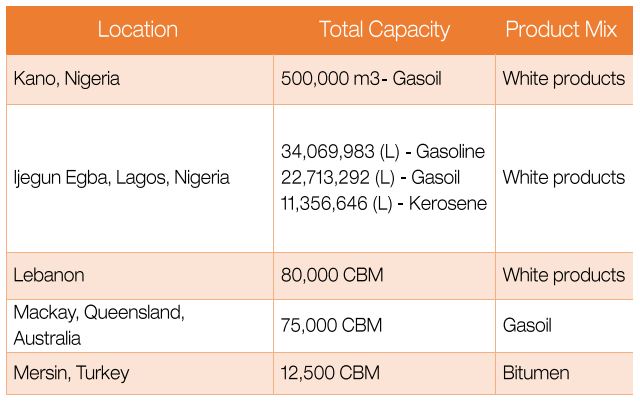 Location Total Capacity Product Mix
Kano, Nigeria 500,000 m3- Gasoil White products
Ijegun Egba, Lagos, Nigeria 34,069,983 (L) - Gasoline
22,713,292 (L) - Gasoil
11,356,646 (L) - Kerosene White products
Lebanon 80,000 CBM White products
Mackay, Queensland,
Australia 75,000 CBM Gasoil
Mersin, Turkey 12,500 CBM Bitumen